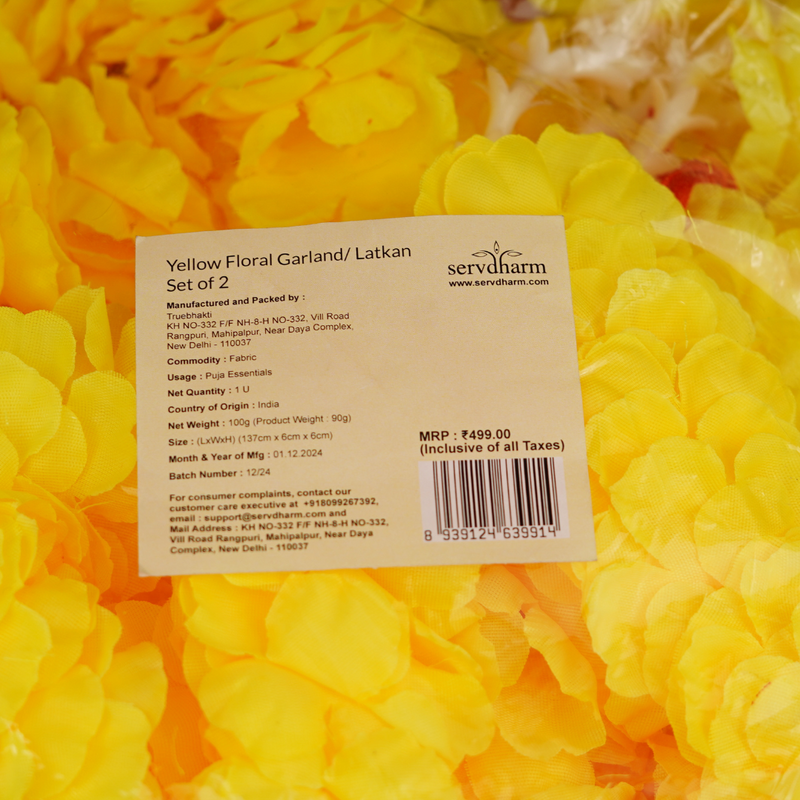 Yellow Floral Garland/ Latkan
Set of 2
servdharm
www.servdharm.com
Manufactured and Packed by :
Truebhakti
KH NO-332 F/F NH-8-H NO-332, Vill Road
Rangpuri, Mahipalpur, Near Daya Complex,
New Delhi - 110037
Commodity : Fabric
Usage : Puja Essentials
Net Quantity : 1 U
Country of Origin : India
Net Weight : 100g (Product Weight : 90g)
Size : (LxWxH) (137cm x 6cm x 6cm)
Month & Year of Mfg : 01.12.2024
Batch Number : 12/24
For consumer complaints, contact our
customer care executive at +918099267392,
email : support@servdharm.com and
Mail Address : KH NO-332 F/F NH-8-H NO-332,
Vill Road Rangpuri, Mahipalpur, Near Daya
Complex, New Delhi - 110037
MRP : ₹499.00
(Inclusive of all Taxes)
8 939124 639914